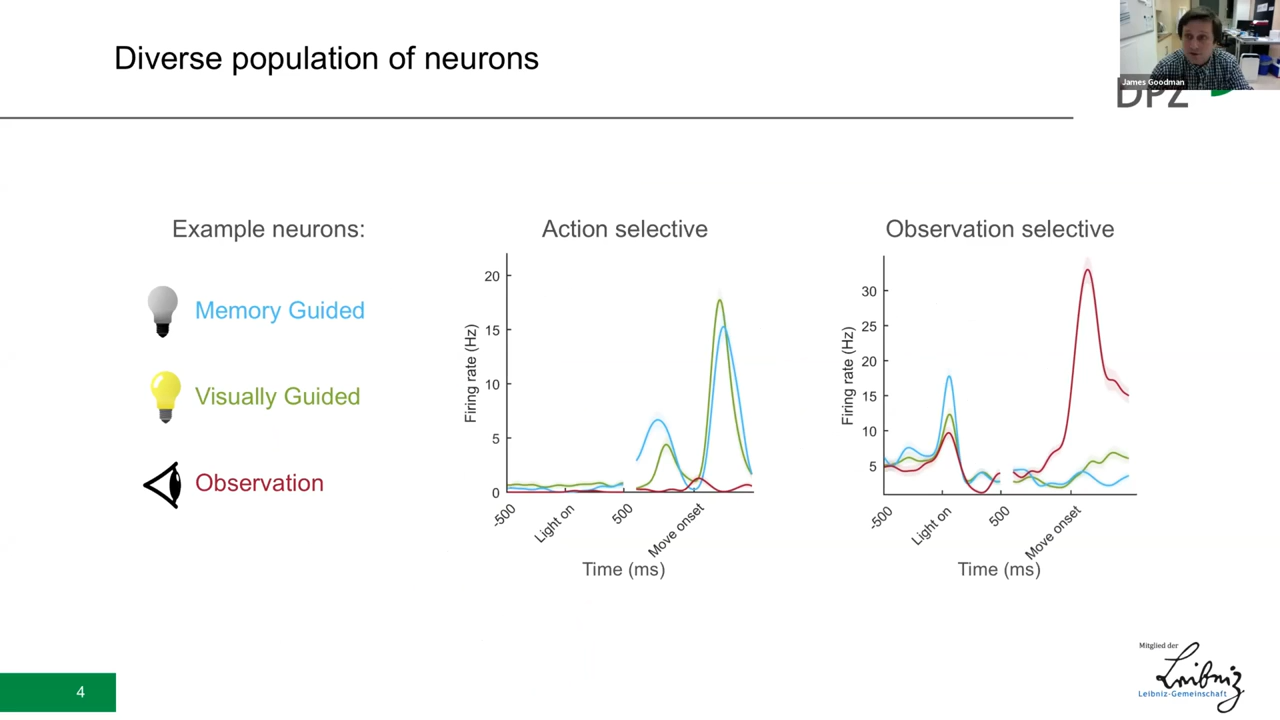 Diverse population of neurons
James Goodman
DPZ
Example neurons:
Memory Guided
Visually Guided
Observation
Action selective
Firing rate (Hz)
20
15
10
5
0
-500
Light on
500
Move onset
Time (ms)
Observation selective
Firing rate (Hz)
30
25
20
15
10
5
-500
Light on
500
Move onset
Time (ms)
4
Mitglied der
Leibniz
Leibniz-Gemeinschaft